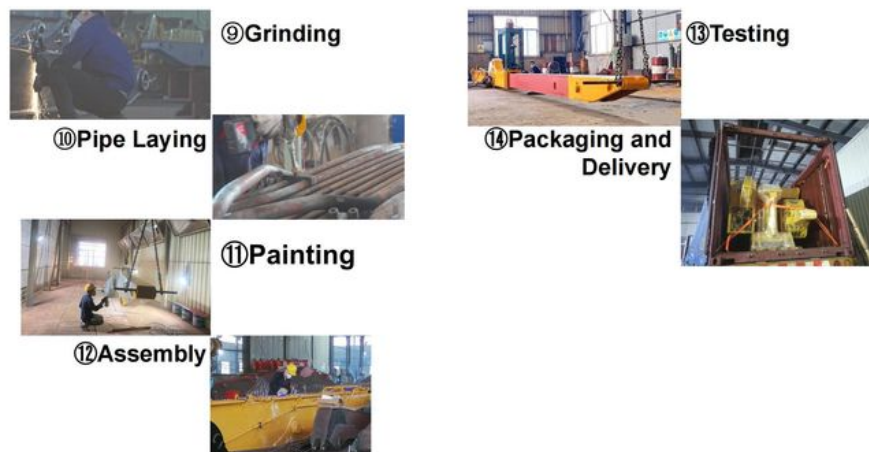 ⑨Grinding
⑩Pipe Laying
⑪Painting
⑫Assembly
⑬Testing
⑭Packaging and
Delivery